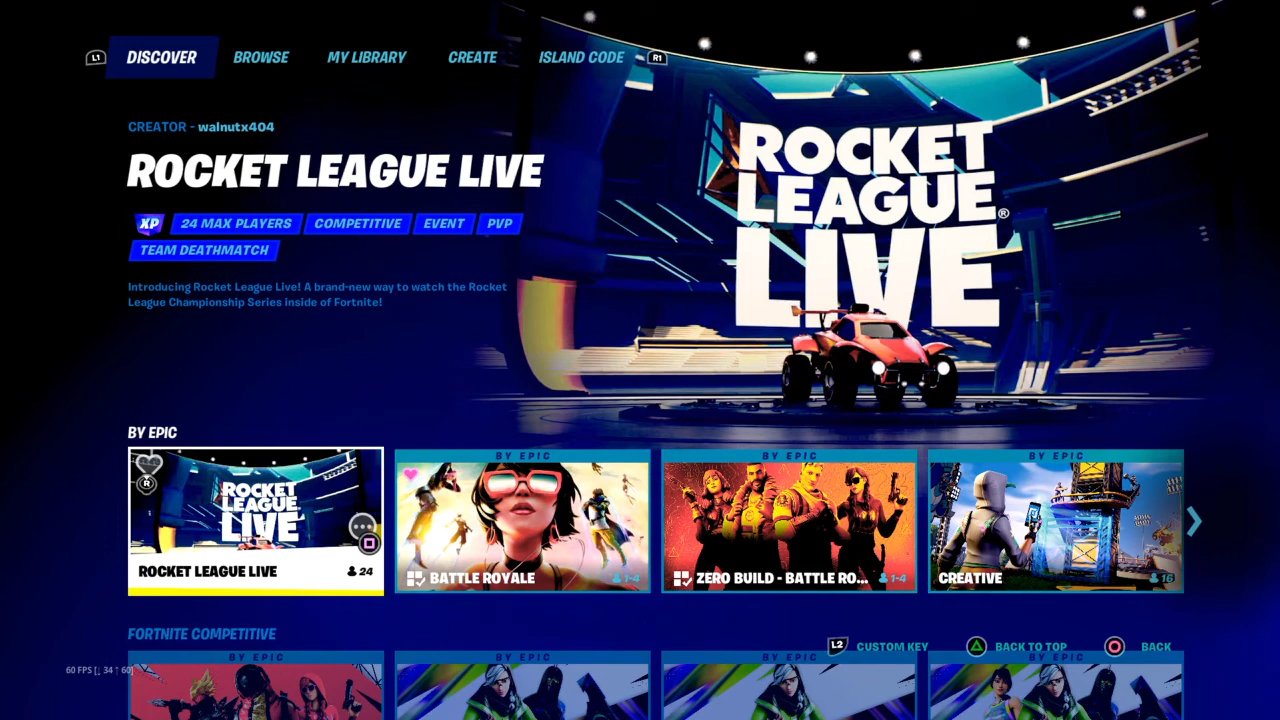 L1 DISCOVER BROWSE MY LIBRARY CREATE ISLAND CODE R1
CREATOR - walnutx404
ROCKET LEAGUE LIVE
XP 24 MAX PLAYERS COMPETITIVE EVENT PVP
TEAM DEATHMATCH
Introducing Rocket League Live! A brand-new way to watch the Rocket
League Championship Series inside of Fortnite!
ROCKET
LEAGUE®
LIVE
BY EPIC
R
ROCKET
LEAGUE
LIVE
ROCKET LEAGUE LIVE 24
BY EPIC
BATTLE ROYALE 1-4
BY EPIC
ZERO BUILD - BATTLE RO... 1-4
BY EPIC
CREATIVE 16
FORTNITE COMPETITIVE
L2 CUSTOM KEY BACK TO TOP BACK
60 FPS [↓ 34 ↑ 60]
BY EPIC
BY EPIC
BY EPIC
BY EPIC